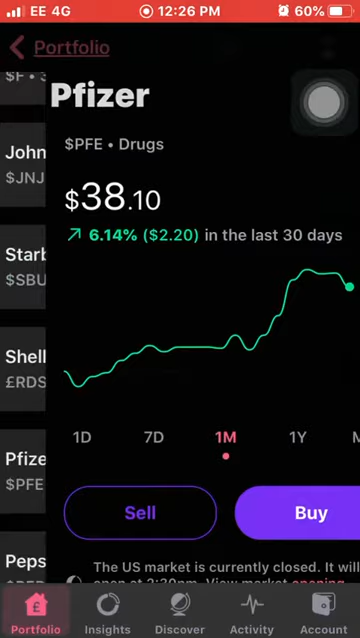 EE 4G 12:26 PM 60%
Portfolio
$F •
Pfizer
$PFE • Drugs
John
$JNJ
$38.10
6.14% ($2.20) in the last 30 days
Starb
$SBU
Shell
£RDS
1D 7D 1M 1Y
Pfize
$PFE
Sell Buy
Peps
The US market is currently closed. It will
open at 2:30pm. View market opening
£
Portfolio Insights Discover Activity Account